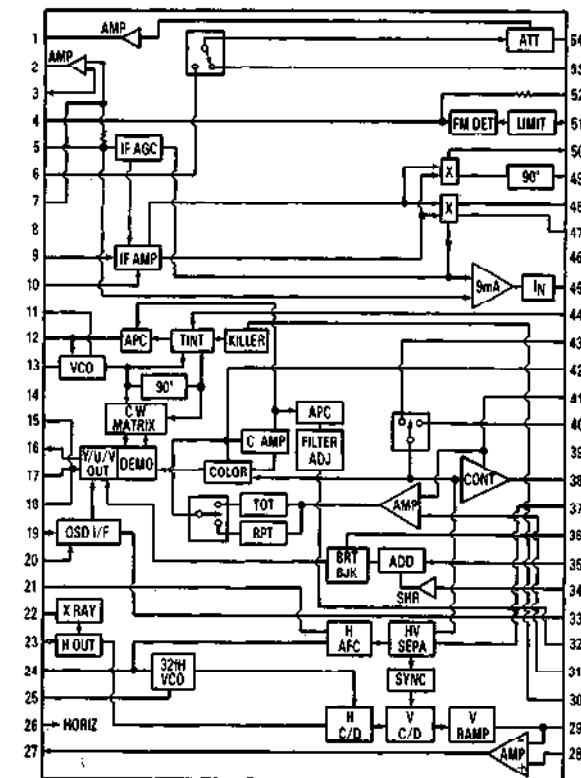 AMP
1
ATT
54
AMP
2
53
3
52
4
FM DET
LIMIT
51
5
IF AGC
50
6
X
90°
49
7
X
48
47
9
IF AMP
46
10
9mA
IN
45
11
44
12
APC
TINT
KILLER
43
13
VCO
42
14
90°
41
C W
MATRIX
APC
40
15
C AMP
FILTER
ADJ
39
16
Y/U/V
OUT
DEMO
COLOR
CONT
38
17
TOT
AMP
37
18
RPT
36
19
OSD I/F
BRT
BJK
ADD
35
20
SHR
34
21
33
22
X RAY
H
AFC
HV
SEPA
32
23
H OUT
31
24
32fH
VCO
SYNC
25
30
26
HORIZ
H
C/D
V
C/D
V
RAMP
29
27
AMP
28